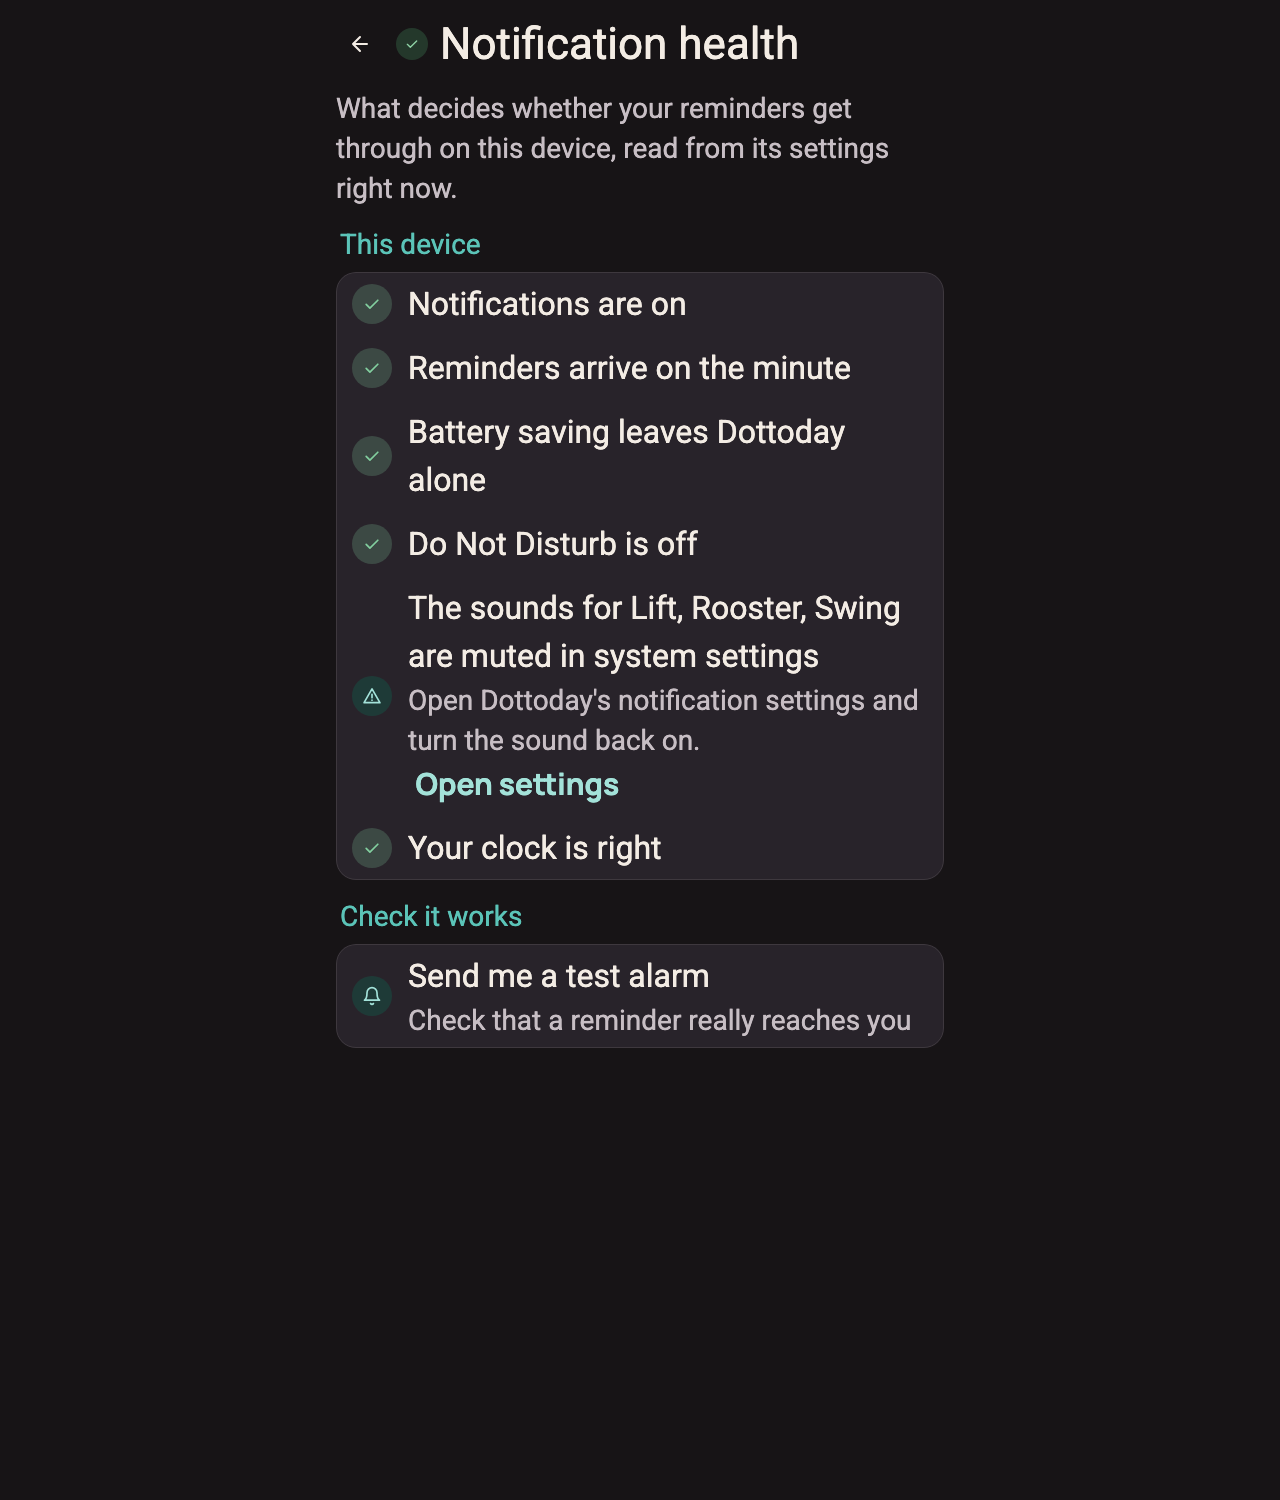 Notification health
What decides whether your reminders get
through on this device, read from its settings
right now.
This device
Notifications are on
Reminders arrive on the minute
Battery saving leaves Dottoday
alone
Do Not Disturb is off
The sounds for Lift, Rooster, Swing
are muted in system settings
Open Dottoday's notification settings and
turn the sound back on.
Open settings
Your clock is right
Check it works
Send me a test alarm
Check that a reminder really reaches you